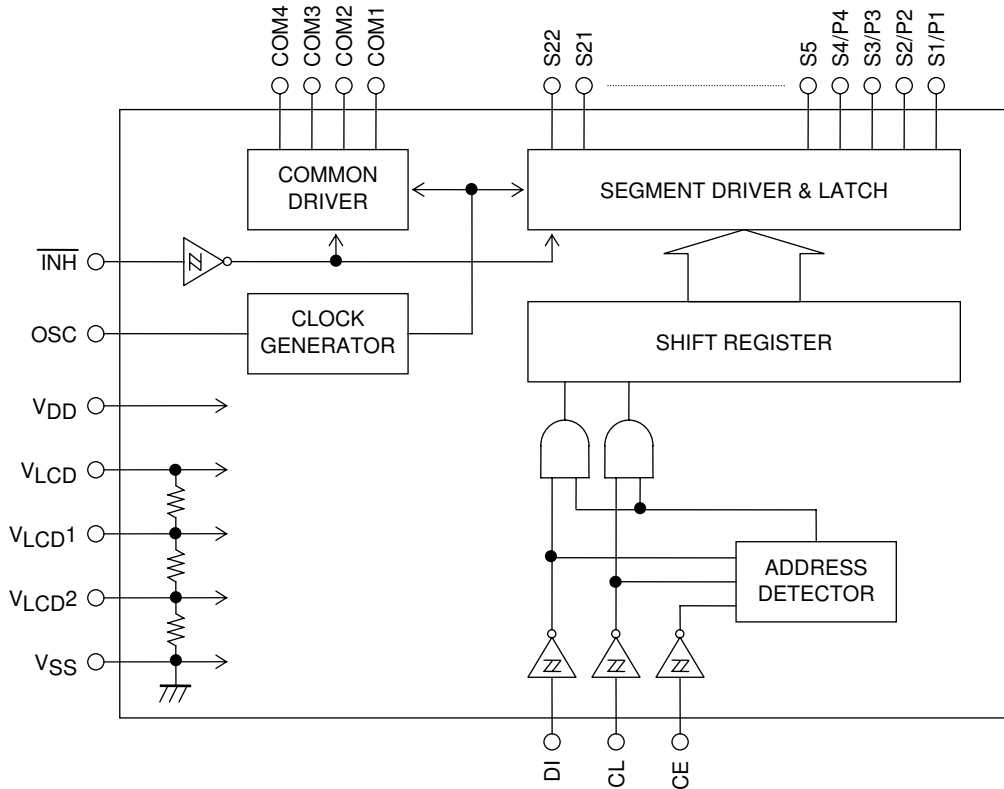 COM4 COM3 COM2 COM1 S22 S21 S5 S4/P4 S3/P3 S2/P2 S1/P1
COMMON
DRIVER
SEGMENT DRIVER & LATCH
INH
OSC
CLOCK
GENERATOR
SHIFT REGISTER
VDD
VLCD
VLCD1
VLCD2
VSS
ADDRESS
DETECTOR
DI CL CE